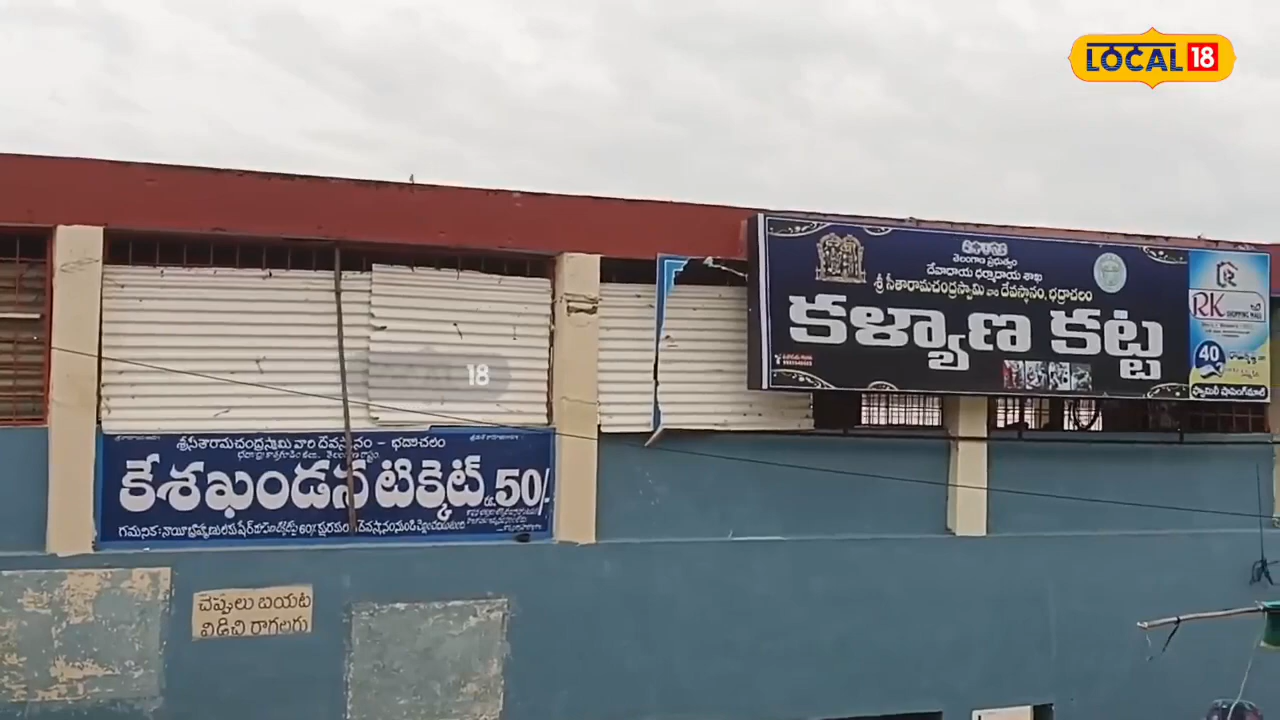 LOCAL 18
తెలంగాణ ప్రభుత్వం
దేవాదాయ ధర్మాదాయ శాఖ
శ్రీ సీతారామచంద్రస్వామి వారి దేవస్థానం, భద్రాచలం
కళ్యాణ కట్ట
RK
SHOPPING MALL
40
ఫ్యామిలీ షాపింగ్‌మాల్
18
శ్రీసీతారామచంద్రస్వామి వారి దేవస్థానం - భద్రాచలం
కేశఖండన టిక్కెట్ రు. 50/-
చెప్పులు బయట
విడిచి రాగలరు